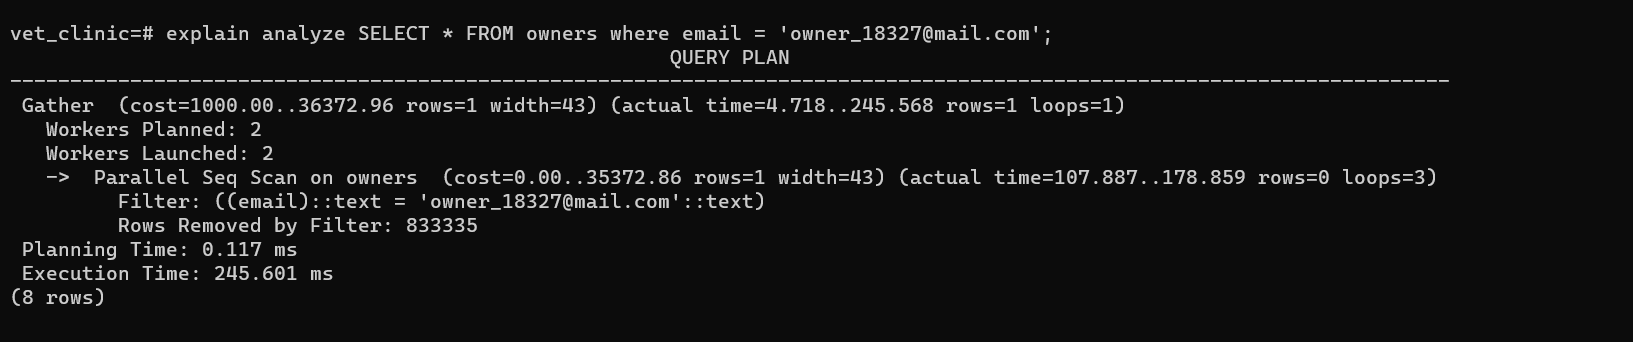 vet_clinic=# explain analyze SELECT * FROM owners where email = 'owner_18327@mail.com';
QUERY PLAN
------------------------------------------------------------------------------------------------------------------------
Gather  (cost=1000.00..36372.96 rows=1 width=43) (actual time=4.718..245.568 rows=1 loops=1)
Workers Planned: 2
Workers Launched: 2
->  Parallel Seq Scan on owners  (cost=0.00..35372.86 rows=1 width=43) (actual time=107.887..178.859 rows=0 loops=3)
Filter: ((email)::text = 'owner_18327@mail.com'::text)
Rows Removed by Filter: 833335
Planning Time: 0.117 ms
Execution Time: 245.601 ms
(8 rows)